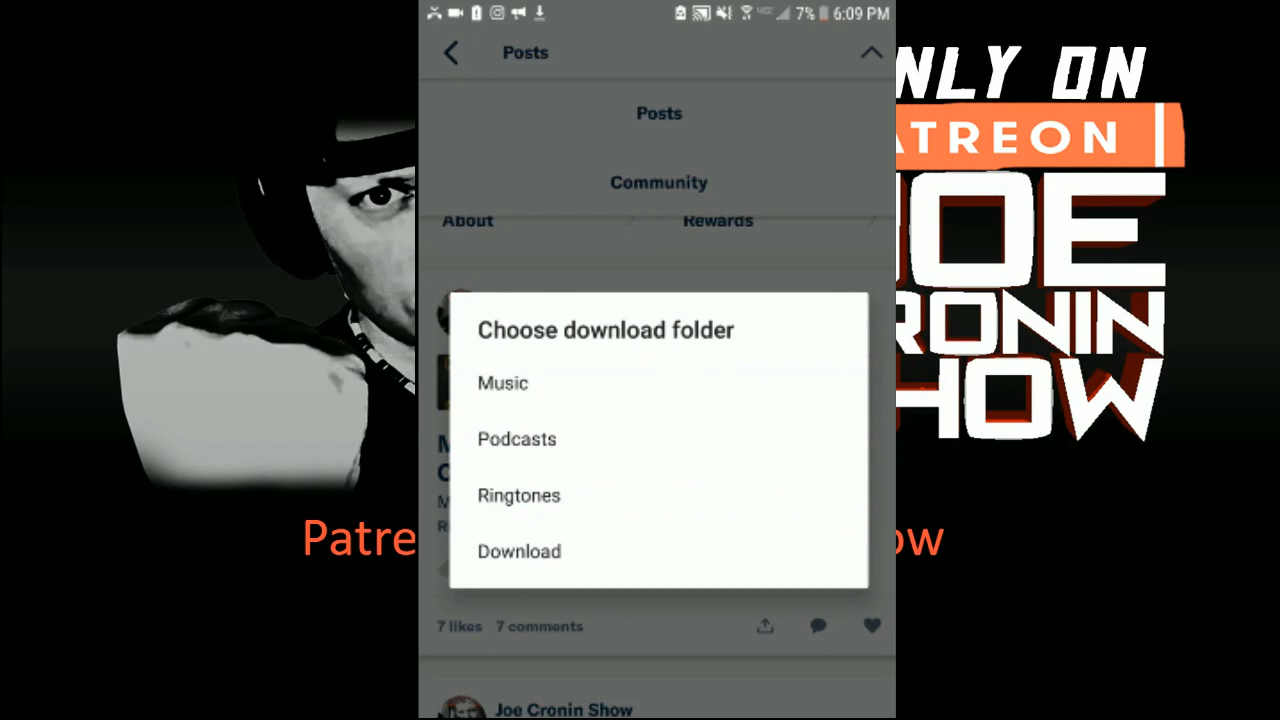 7% 6:09 PM
Posts
Posts
Community
About
Rewards
Choose download folder
Music
Podcasts
Ringtones
Download
7 likes 7 comments
Joe Cronin Show
NLY ON
ATREON
JOE
RONIN
HOW
Patre
ow